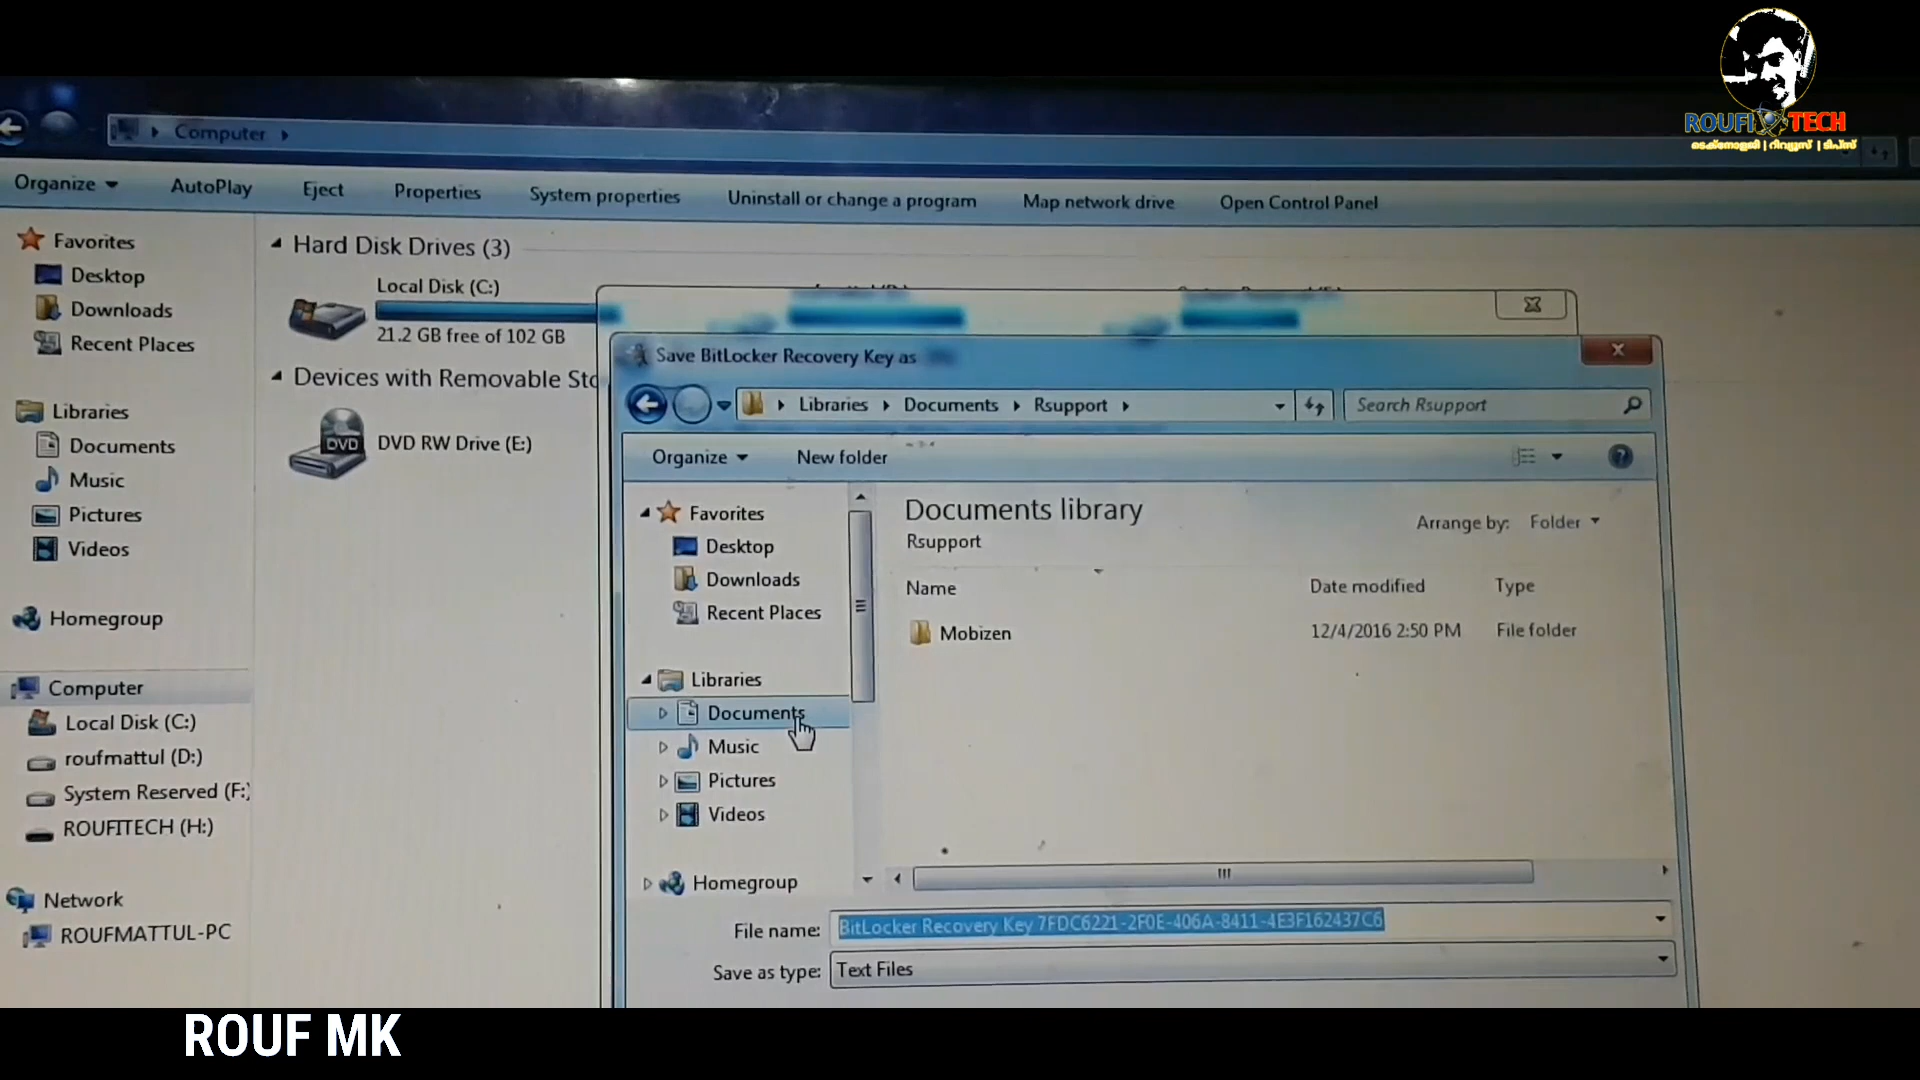 ROUFI TECH
ടെക്നോളജി | റിവ്യൂസ് | ടിപ്സ്
Computer
Organize
AutoPlay
Eject
Properties
System properties
Uninstall or change a program
Map network drive
Open Control Panel
Favorites
Desktop
Downloads
Recent Places
Libraries
Documents
Music
Pictures
Videos
Homegroup
Computer
Local Disk (C:)
roufmattul (D:)
System Reserved (F:)
ROUFITECH (H:)
Network
ROUFMATTUL-PC
Hard Disk Drives (3)
Local Disk (C:)
21.2 GB free of 102 GB
Devices with Removable Sto
DVD
DVD RW Drive (E:)
Save BitLocker Recovery Key as
Libraries
Documents
Rsupport
Search Rsupport
Organize
New folder
Favorites
Desktop
Downloads
Recent Places
Libraries
Documents
Music
Pictures
Videos
Homegroup
Documents library
Rsupport
Arrange by:
Folder
Name
Date modified
Type
Mobizen
12/4/2016 2:50 PM
File folder
File name:
BitLocker Recovery Key 7FDC6221-2F0E-406A-8411-4E3F162437C6
Save as type:
Text Files
ROUF MK